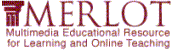 MERLOT
Multimedia Educational Resource
for Learning and Online Teaching